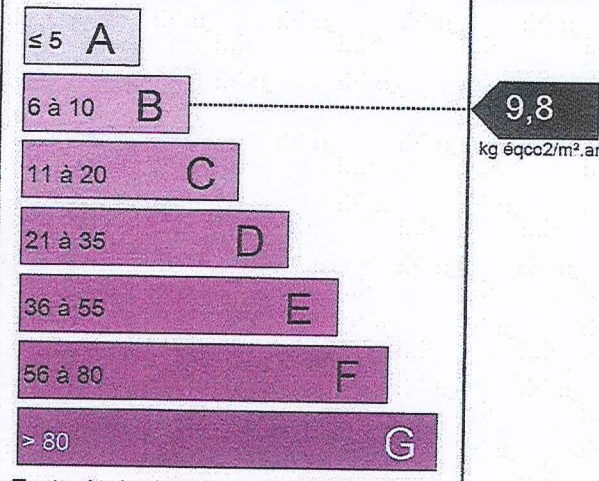 ≤ 5 A
6 à 10 B
9,8
kg éqco2/m².an
11 à 20 C
21 à 35 D
36 à 55 E
56 à 80 F
> 80 G